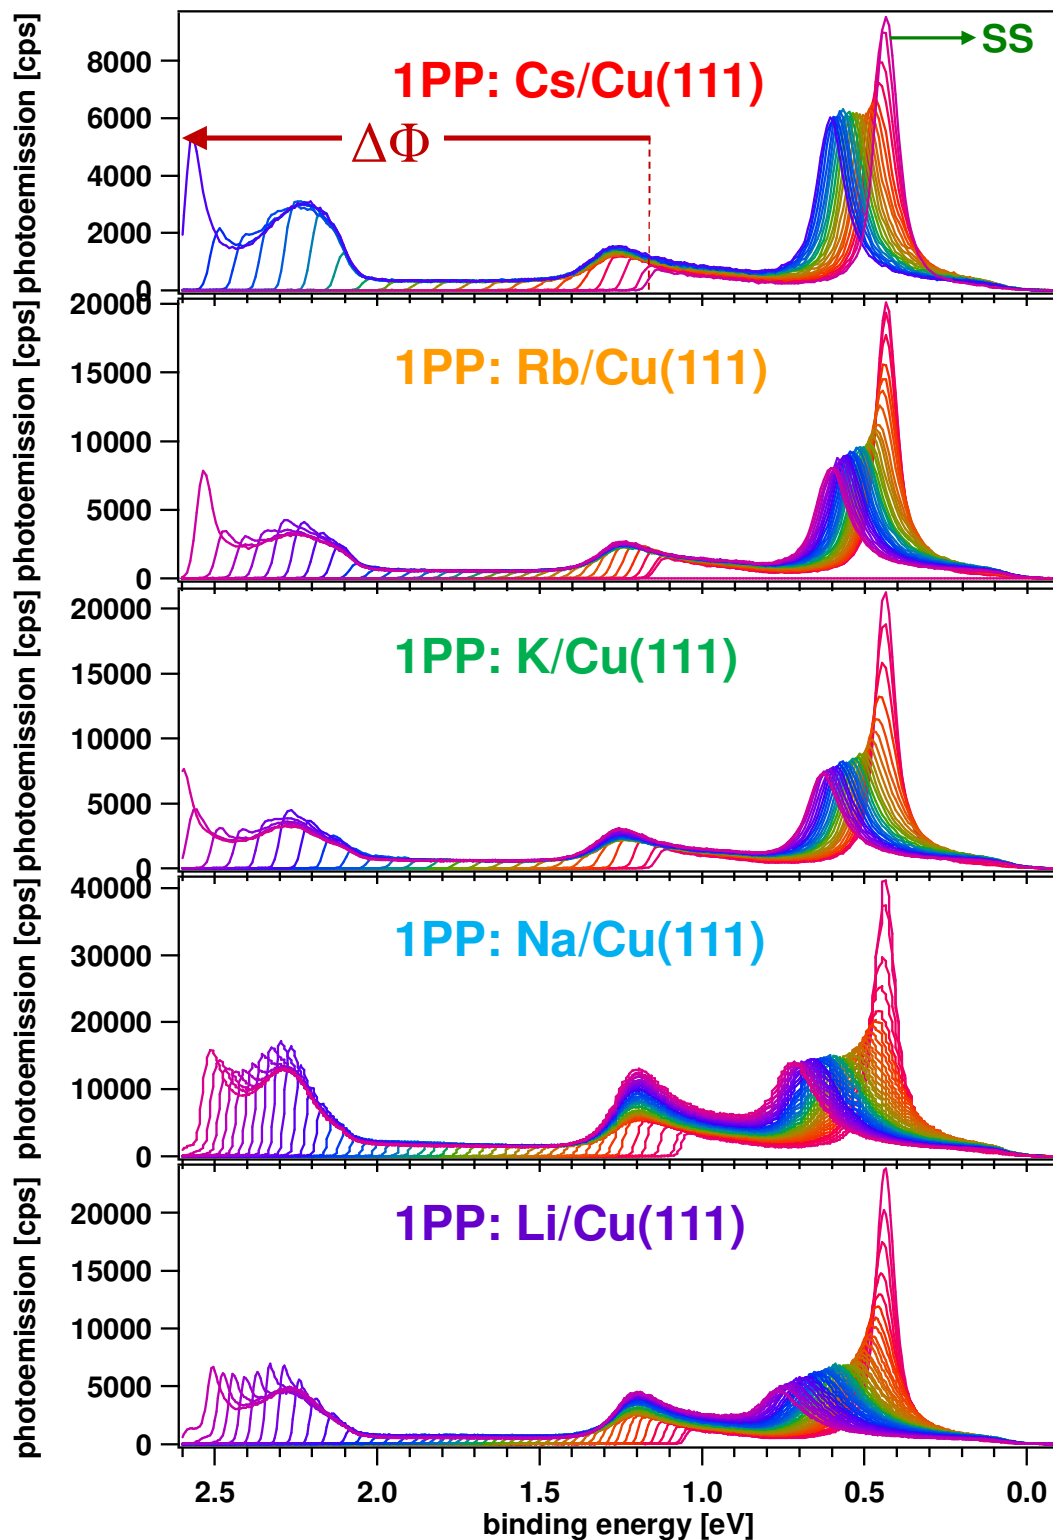 photoemission [cps]
8000
6000
4000
2000
0
1PP: Cs/Cu(111)
SS
ΔΦ
photoemission [cps]
20000
15000
10000
5000
0
1PP: Rb/Cu(111)
photoemission [cps]
20000
15000
10000
5000
0
1PP: K/Cu(111)
photoemission [cps]
40000
30000
20000
10000
0
1PP: Na/Cu(111)
photoemission [cps]
20000
15000
10000
5000
0
1PP: Li/Cu(111)
2.5 2.0 1.5 1.0 0.5 0.0
binding energy [eV]